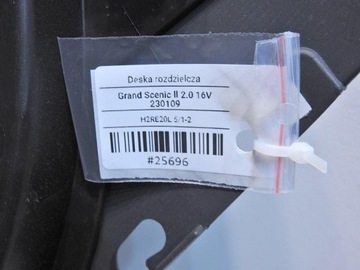 Deska rozdzielcza
Grand Scenic II 2.0 16V
230109
H2RE20L 5/1-2
#25696